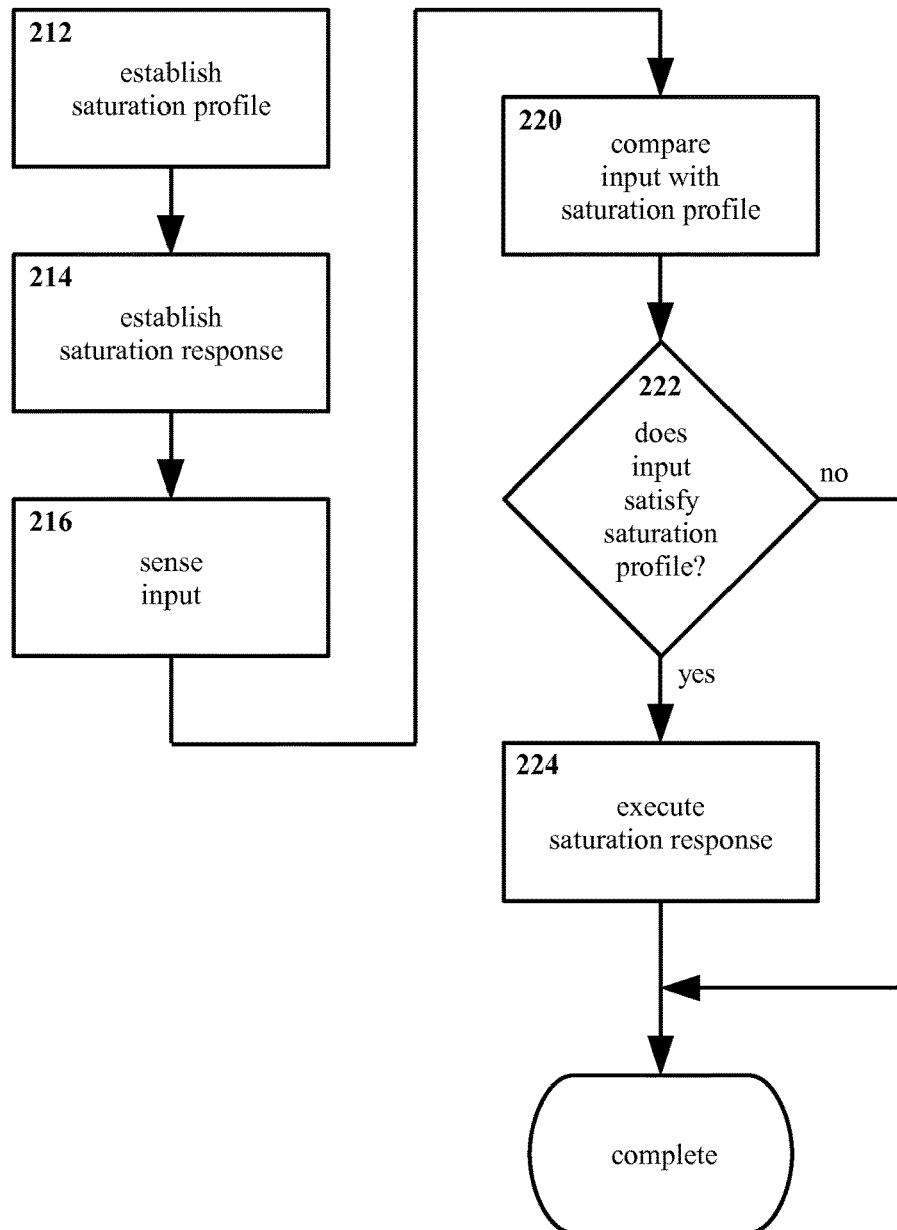 212
establish
saturation profile
214
establish
saturation response
216
sense
input
220
compare
input with
saturation profile
222
does
input
satisfy
saturation
profile?
no
yes
224
execute
saturation response
complete